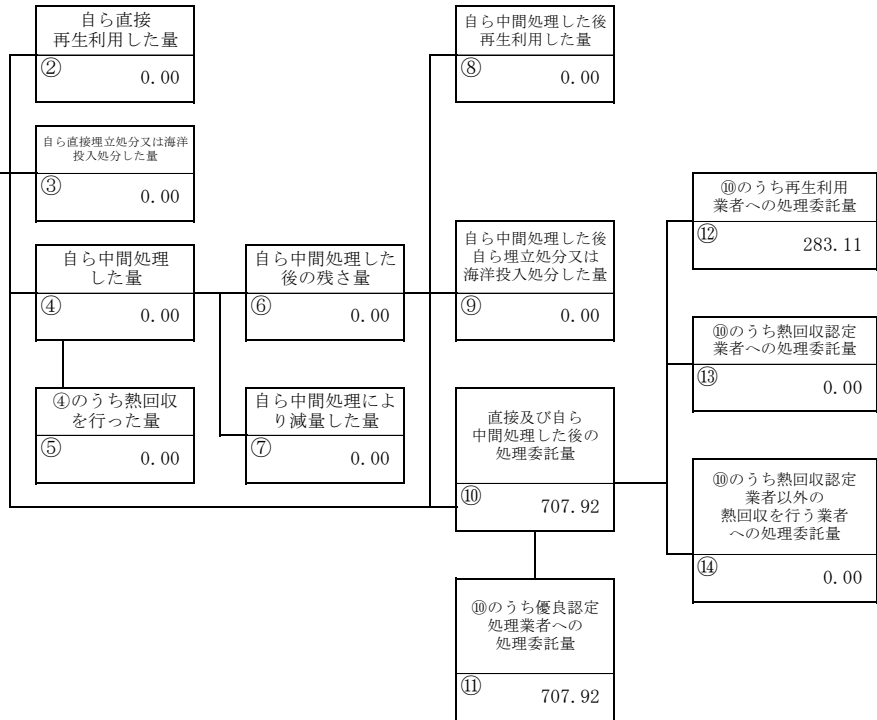 自ら直接
再生利用した量
② 0.00
自ら直接埋立処分又は海洋
投入処分した量
③ 0.00
自ら中間処理
した量
④ 0.00
④のうち熱回収
を行った量
⑤ 0.00
自ら中間処理した
後の残さ量
⑥ 0.00
自ら中間処理によ
り減量した量
⑦ 0.00
自ら中間処理した後
再生利用した量
⑧ 0.00
自ら中間処理した後
自ら埋立処分又は
海洋投入処分した量
⑨ 0.00
直接及び自ら
中間処理した後の
処理委託量
⑩ 707.92
⑩のうち優良認定
処理業者への
処理委託量
⑪ 707.92
⑩のうち再生利用
業者への処理委託量
⑫ 283.11
⑩のうち熱回収認定
業者への処理委託量
⑬ 0.00
⑩のうち熱回収認定
業者以外の
熱回収を行う業者
への処理委託量
⑭ 0.00